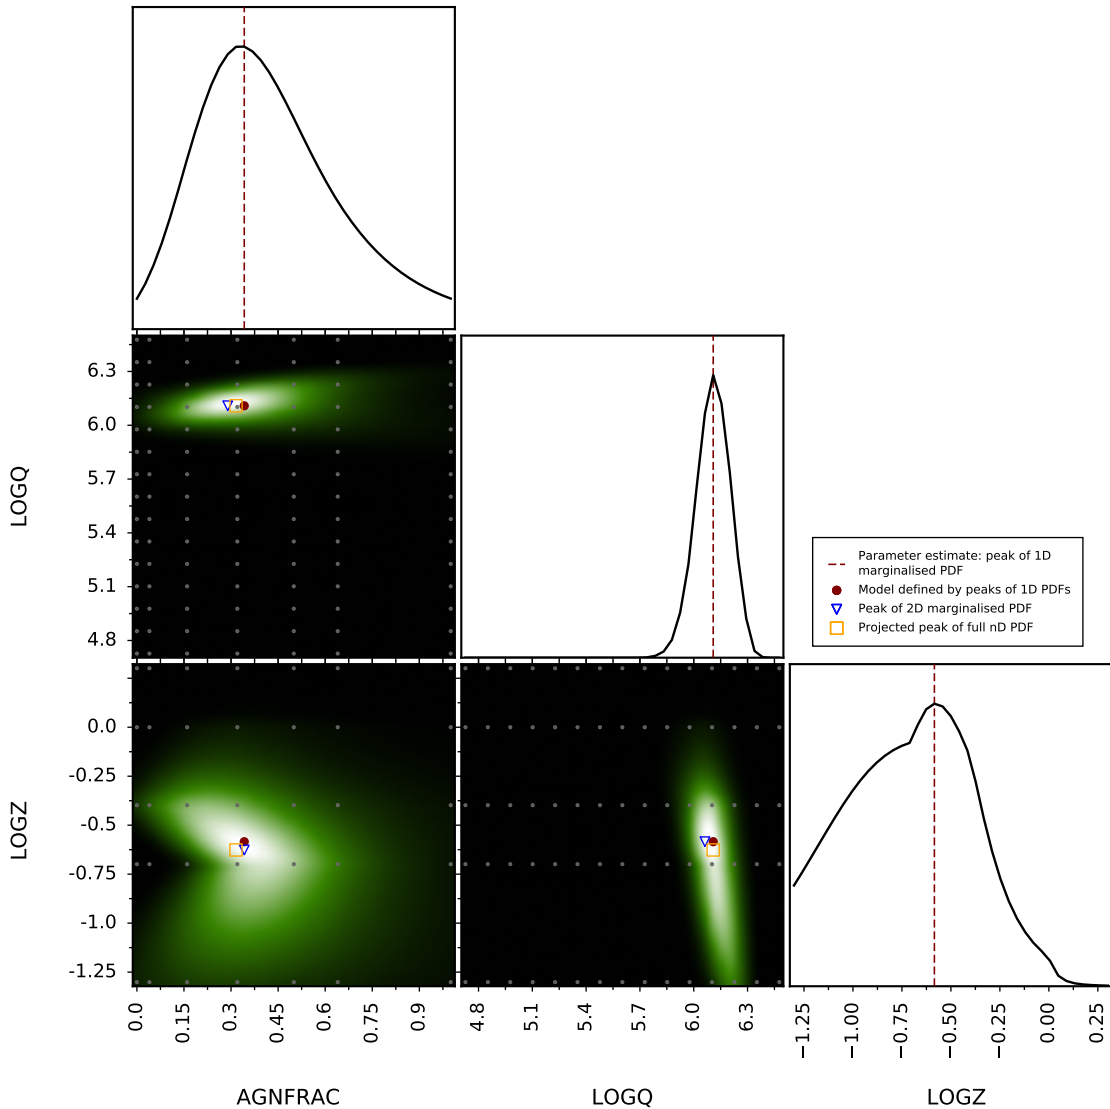 6.3
6.0
5.7
5.4
5.1
4.8
LOGQ
Parameter estimate: peak of 1D
marginalised PDF
Model defined by peaks of 1D PDFs
Peak of 2D marginalised PDF
Projected peak of full nD PDF
0.0
-0.25
-0.5
-0.75
-1.0
-1.25
LOGZ
0.0 0.15 0.3 0.45 0.6 0.75 0.9
4.8 5.1 5.4 5.7 6.0 6.3
−1.25 −1.00 −0.75 −0.50 −0.25 0.00 0.25
AGNFRAC LOGQ LOGZ